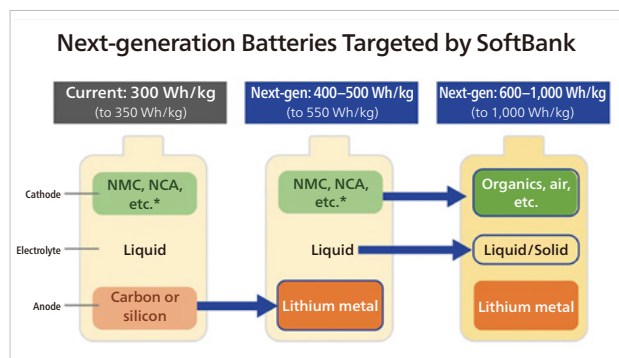 Next-generation Batteries Targeted by SoftBank
Current: 300 Wh/kg
(to 350 Wh/kg)
Next-gen: 400–500 Wh/kg
(to 550 Wh/kg)
Next-gen: 600–1,000 Wh/kg
(to 1,000 Wh/kg)
Cathode
NMC, NCA,
etc.*
NMC, NCA,
etc.*
Organics, air,
etc.
Electrolyte
Liquid
Liquid
Liquid/Solid
Anode
Carbon or
silicon
Lithium metal
Lithium metal